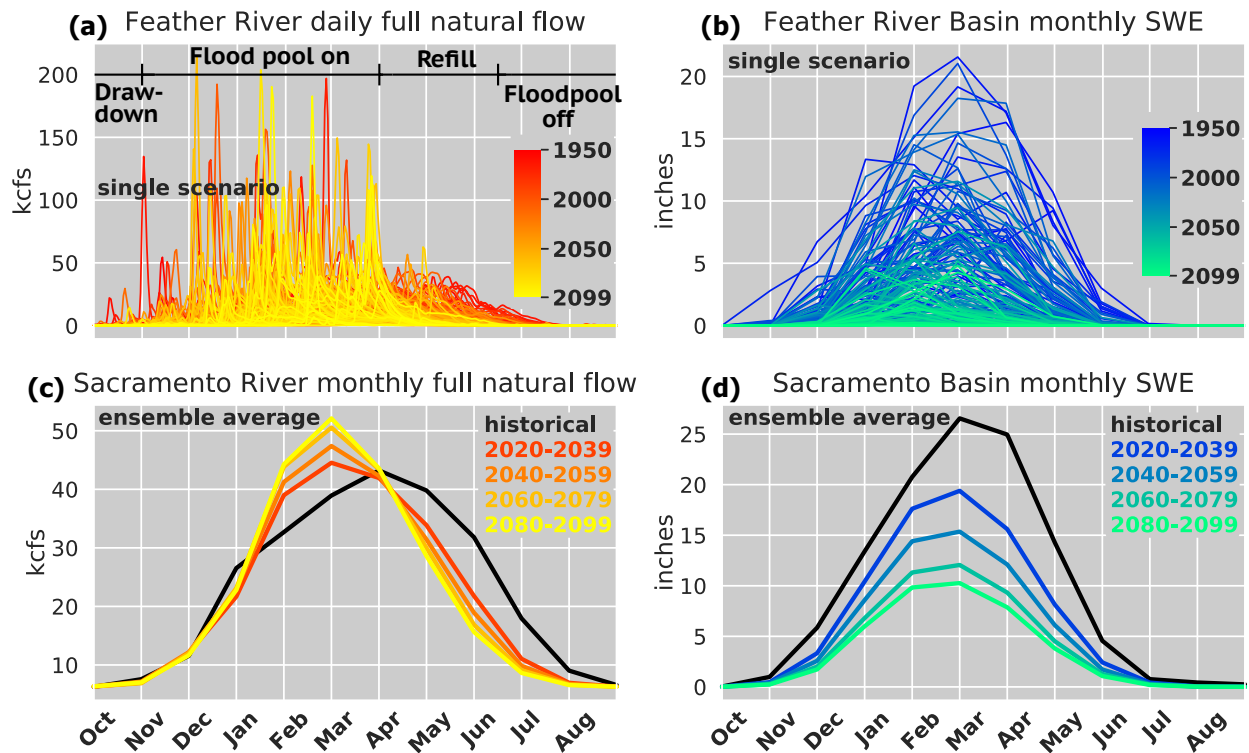 (a) Feather River daily full natural flow
Flood pool on
Refill
Draw-
down
Floodpool
off
single scenario
kcfs
200
150
100
50
0
1950
2000
2050
2099
(b) Feather River Basin monthly SWE
single scenario
inches
20
15
10
5
0
1950
2000
2050
2099
(c) Sacramento River monthly full natural flow
ensemble average
historical
2020-2039
2040-2059
2060-2079
2080-2099
kcfs
50
40
30
20
10
Oct
Nov
Dec
Jan
Feb
Mar
Apr
May
Jun
Jul
Aug
(d) Sacramento Basin monthly SWE
ensemble average
historical
2020-2039
2040-2059
2060-2079
2080-2099
inches
25
20
15
10
5
0
Oct
Nov
Dec
Jan
Feb
Mar
Apr
May
Jun
Jul
Aug